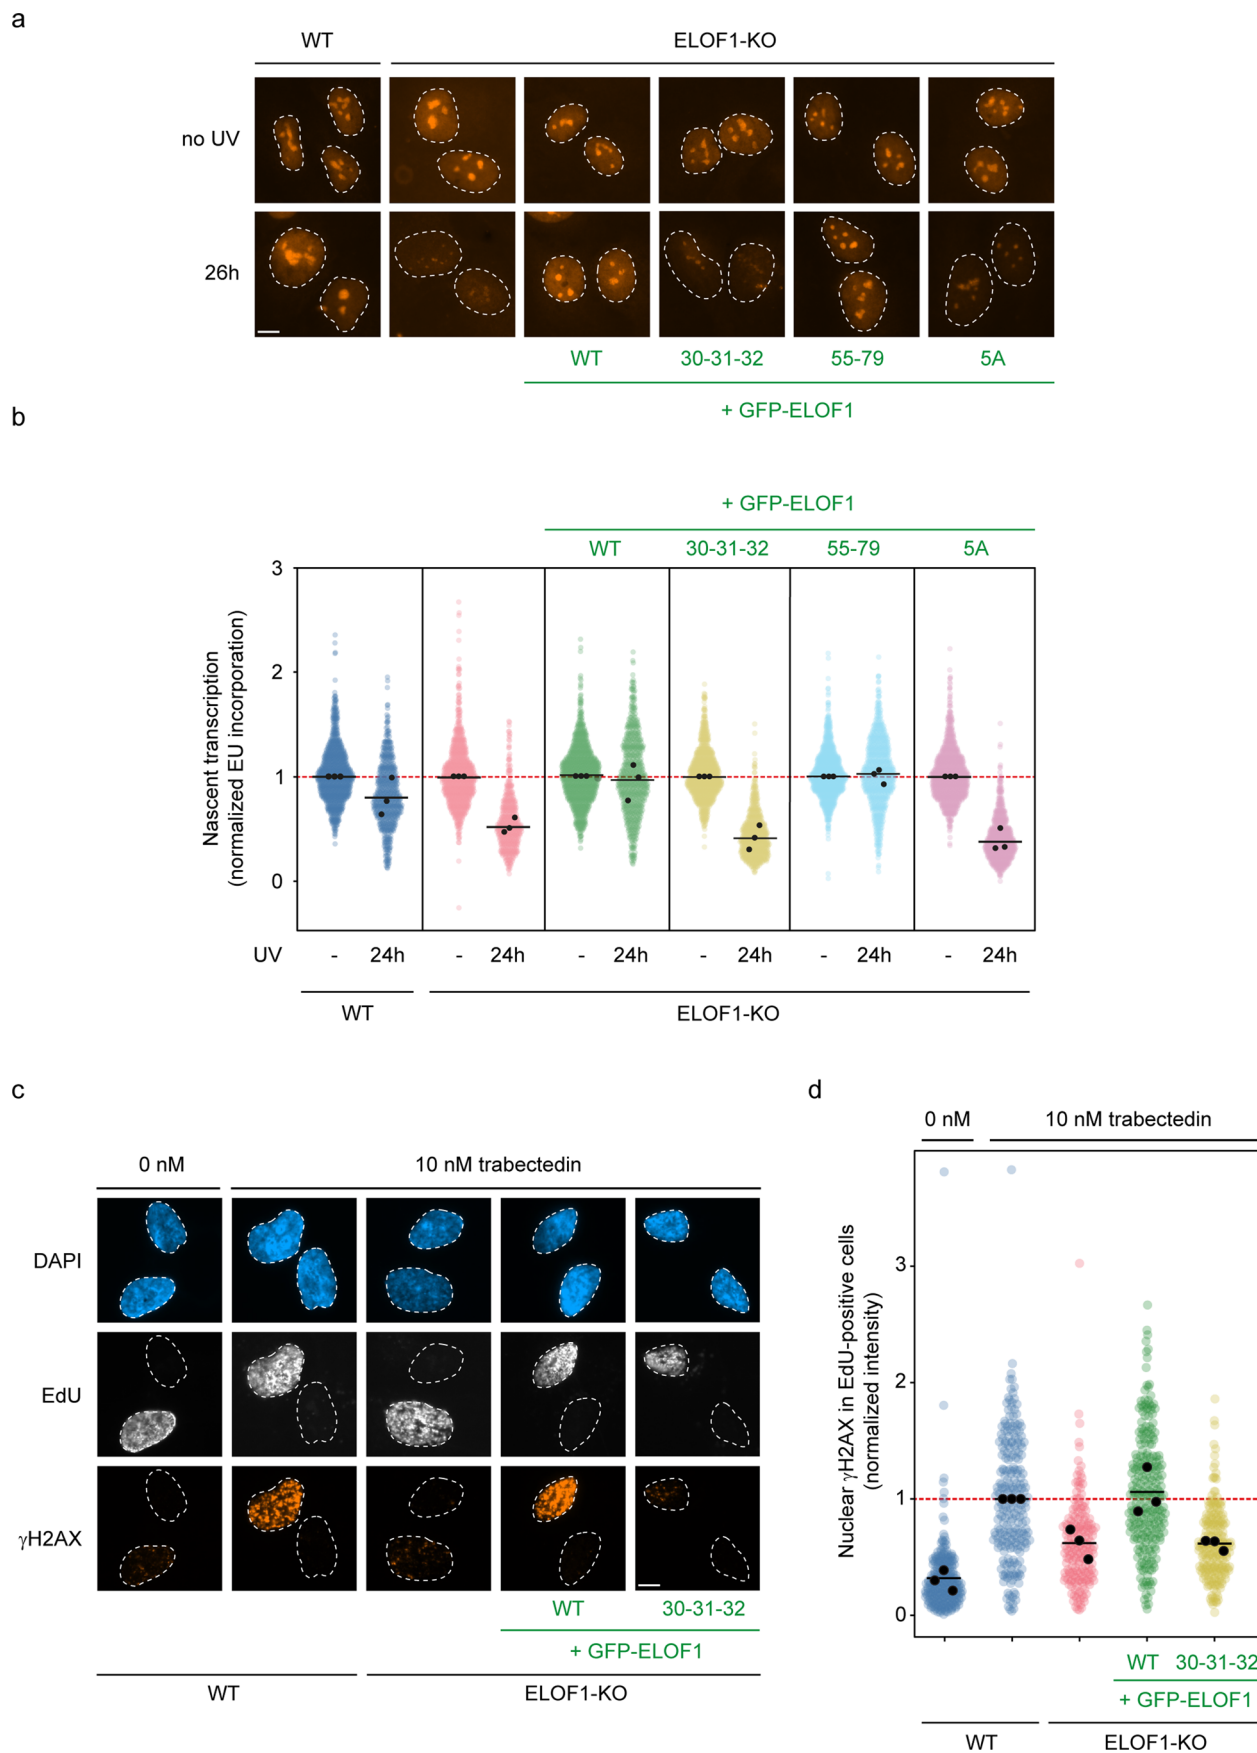 a
WT
ELOF1-KO
no UV
26h
WT
30-31-32
55-79
5A
+ GFP-ELOF1
b
+ GFP-ELOF1
WT
30-31-32
55-79
5A
Nascent transcription
(normalized EU incorporation)
3
2
1
0
UV
-
24h
-
24h
-
24h
-
24h
-
24h
-
24h
WT
ELOF1-KO
c
0 nM
10 nM trabectedin
DAPI
EdU
γH2AX
WT
30-31-32
+ GFP-ELOF1
WT
ELOF1-KO
d
0 nM
10 nM trabectedin
Nuclear γH2AX in EdU-positive cells
(normalized intensity)
3
2
1
0
WT
30-31-32
+ GFP-ELOF1
WT
ELOF1-KO